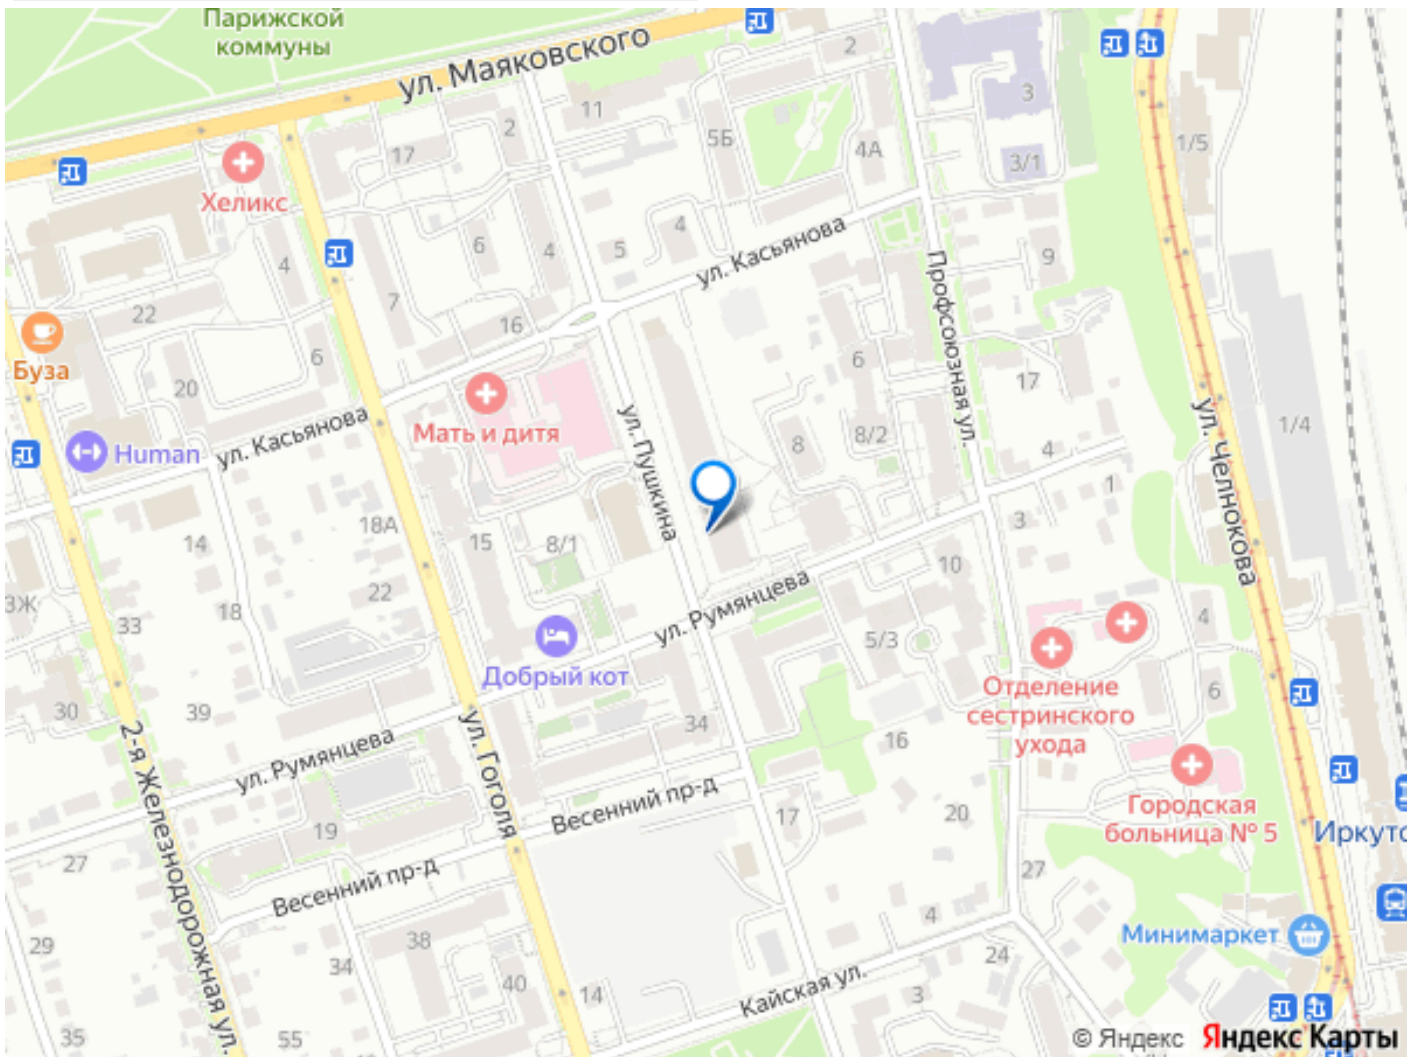 Парижской
коммуны
ул. Маяковского
2
3
11
2
5Б
4А
1/5
17
3/1
Хеликс
4
5
6
4
ул. Касьянова
9
Профсоюзная ул.
4
7
22
16
6
6
17
Буза
20
ул. Касьянова
Мать и дитя
ул. Пушкина
8
8/2
4
ул. Челнокова
1/4
Human
1
18А
15
8/1
3
14
10
22
ул. Румянцева
3Ж
18
33
5/3
4
Добрый кот
Отделение
сестринского
ухода
6
30
39
34
16
2-я Железнодорожная ул.
ул. Румянцева
ул. Гоголя
Весенний пр-д
17
20
Городская
больница № 5
Иркутс
19
27
27
Весенний пр-д
4
Минимаркет
29
38
34
24
40
14
Кайская ул.
3
35
55
© Яндекс Яндекс Карты